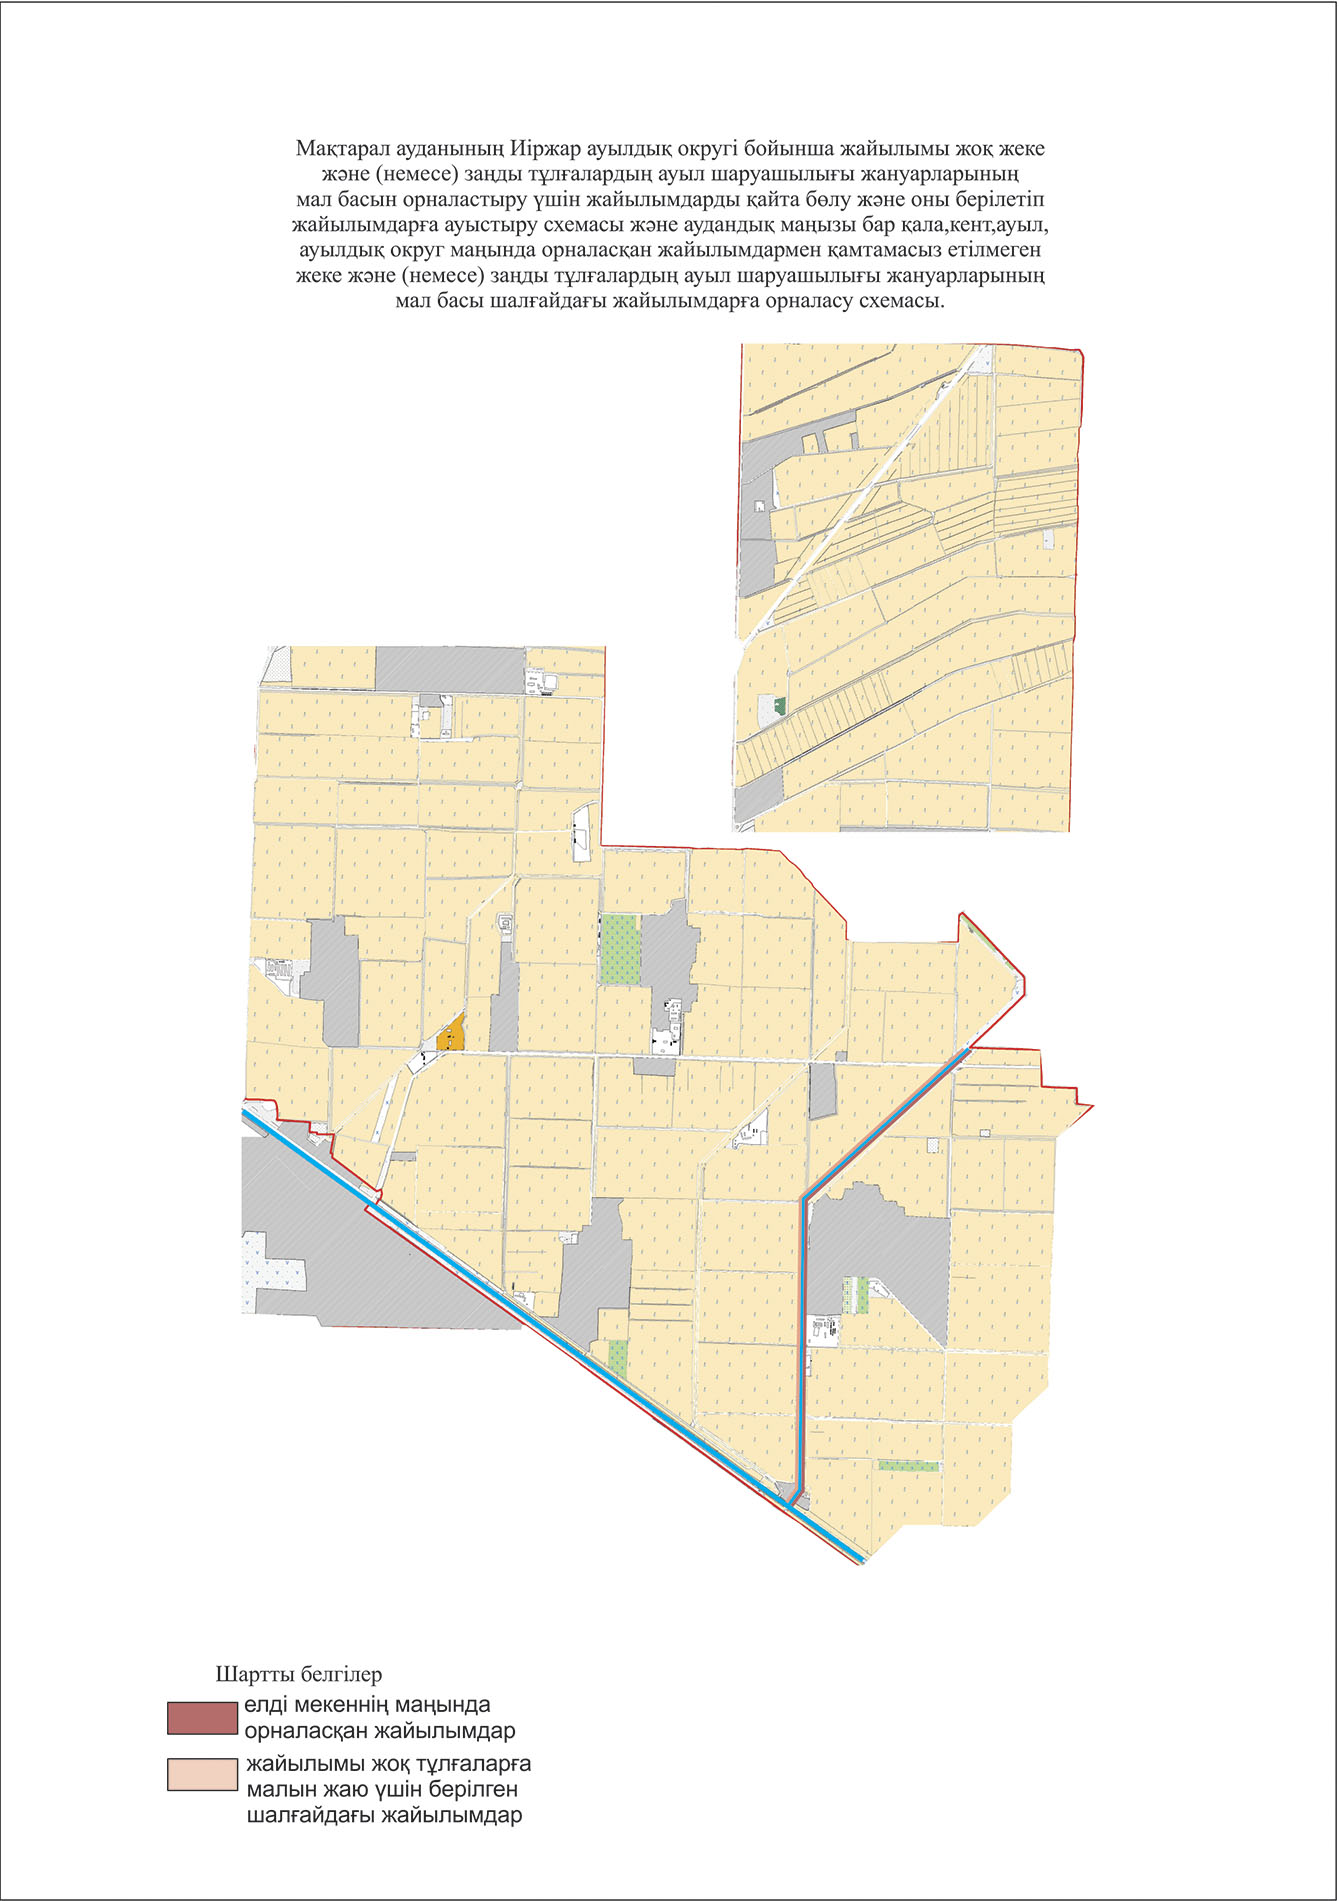 Мақтарал ауданының Иіржар ауылдық округі бойынша жайылымы жоқ жеке
және (немесе) заңды тұлғалардың ауыл шаруашылығы жануарларының
мал басын орналастыру үшін жайылымдарды қайта бөлу және оны берілетіп
жайылымдарға ауыстыру схемасы және аудандық маңызы бар қала,кент,ауыл,
ауылдық округ маңында орналасқан жайылымдармен қамтамасыз етілмеген
жеке және (немесе) заңды тұлғалардың ауыл шаруашылығы жануарларының
мал басы шалғайдағы жайылымдарға орналасу схемасы.
Шартты белгілер
елді мекеннің маңында
орналасқан жайылымдар
жайылымы жоқ тұлғаларға
малын жаю үшін берілген
шалғайдағы жайылымдар